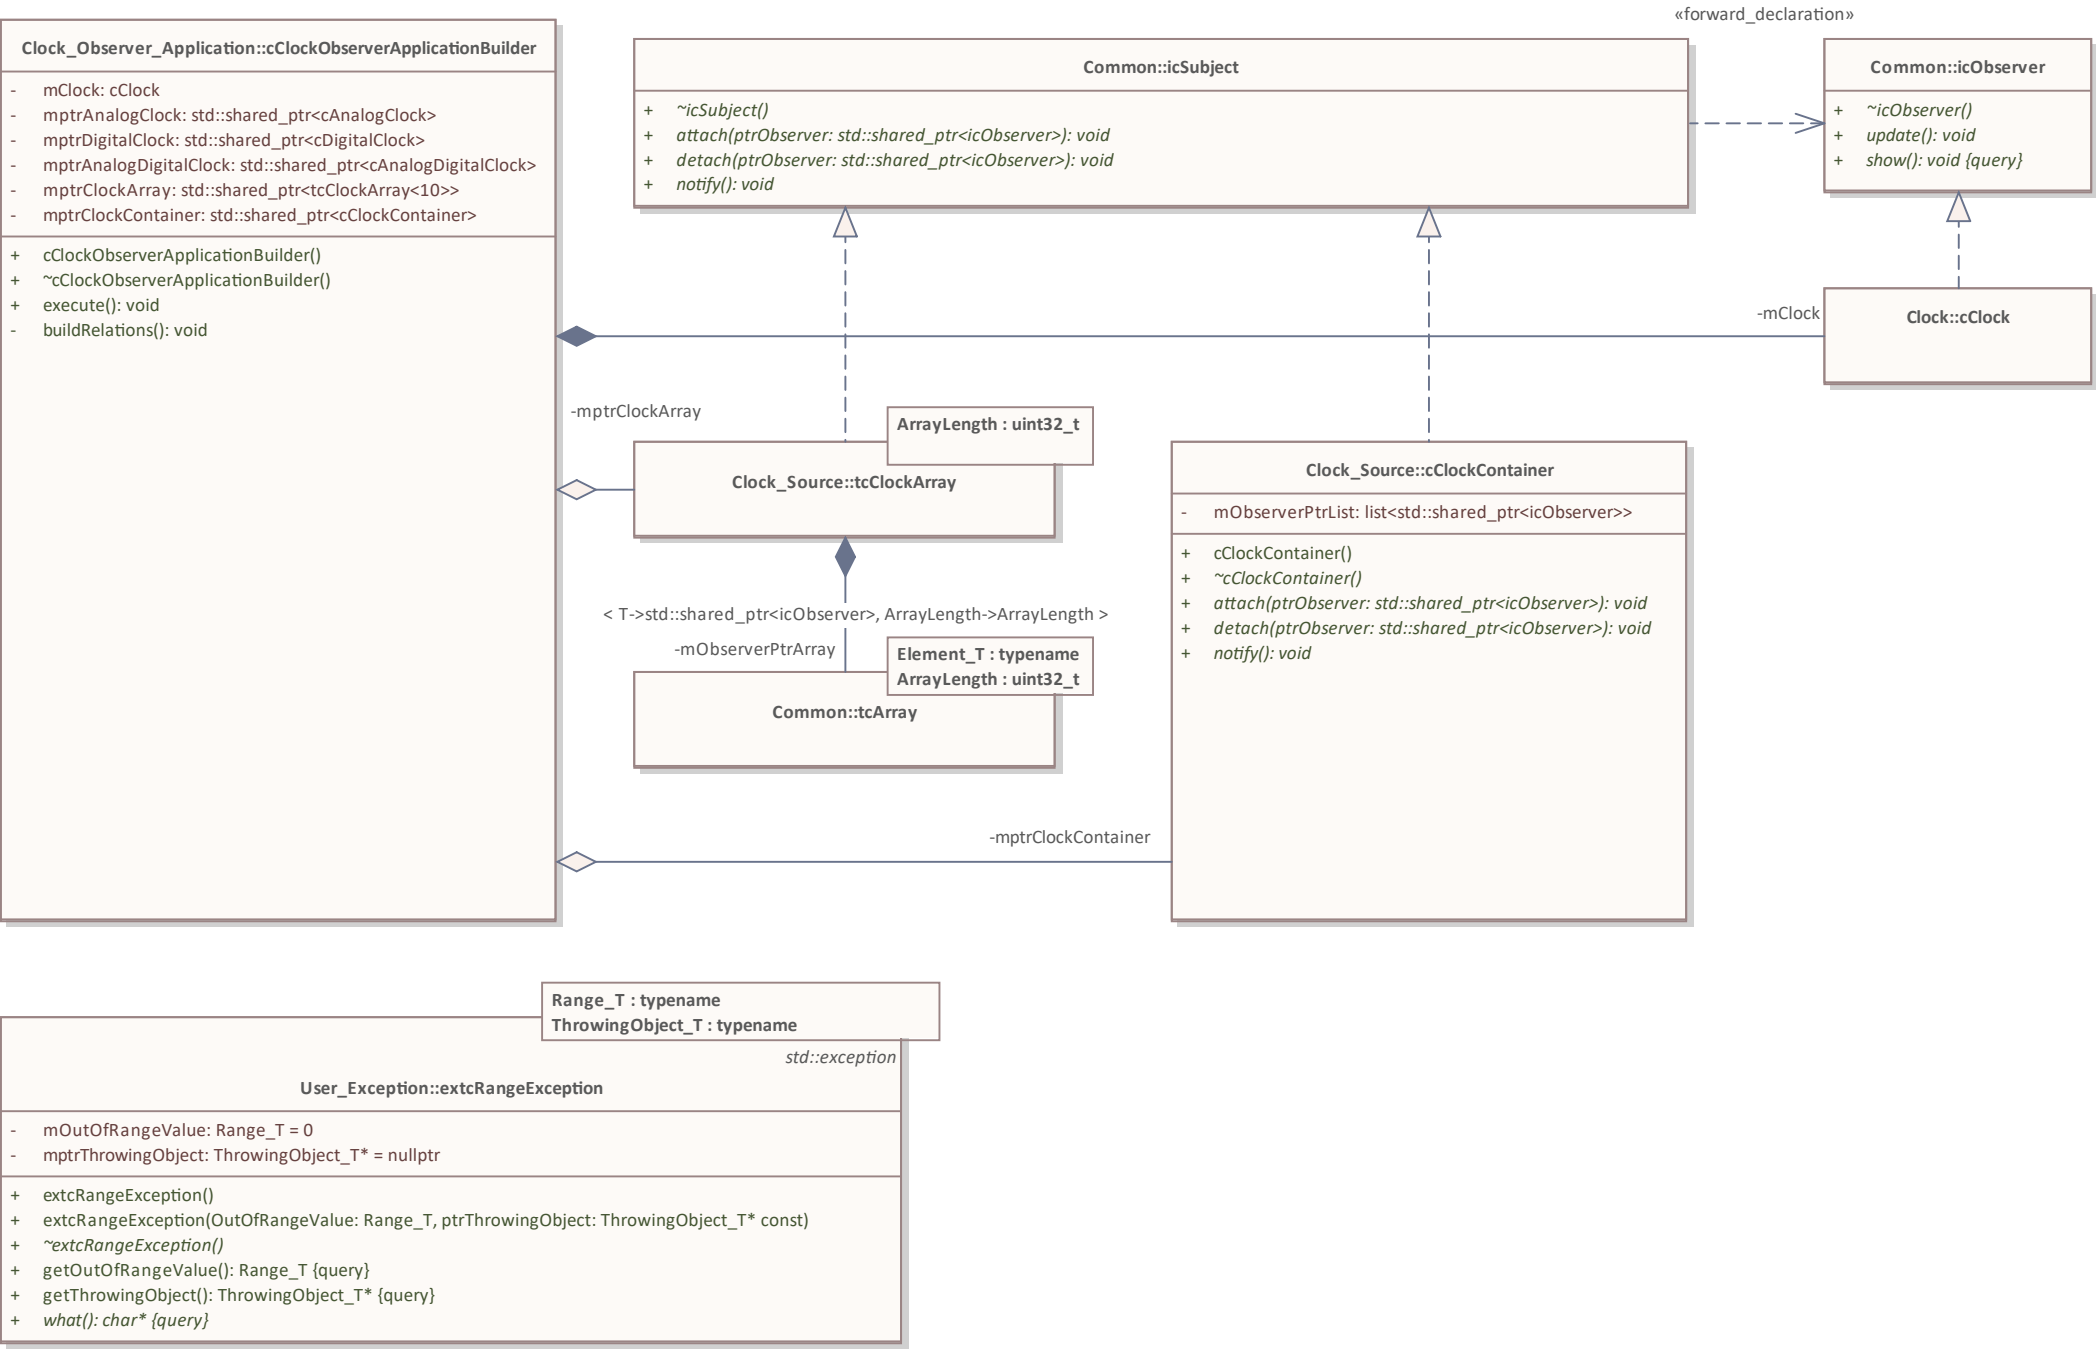 Clock_Observer_Application::cClockObserverApplicationBuilder
- mClock: cClock
- mptrAnalogClock: std::shared_ptr<cAnalogClock>
- mptrDigitalClock: std::shared_ptr<cDigitalClock>
- mptrAnalogDigitalClock: std::shared_ptr<cAnalogDigitalClock>
- mptrClockArray: std::shared_ptr<tcClockArray<10>>
- mptrClockContainer: std::shared_ptr<cClockContainer>
+ cClockObserverApplicationBuilder()
+ ~cClockObserverApplicationBuilder()
+ execute(): void
- buildRelations(): void
Common::icSubject
+ ~icSubject()
+ attach(ptrObserver: std::shared_ptr<icObserver>): void
+ detach(ptrObserver: std::shared_ptr<icObserver>): void
+ notify(): void
«forward_declaration»
Common::icObserver
+ ~icObserver()
+ update(): void
+ show(): void {query}
-mClock
Clock::cClock
-mptrClockArray
ArrayLength : uint32_t
Clock_Source::tcClockArray
< T->std::shared_ptr<icObserver>, ArrayLength->ArrayLength >
-mObserverPtrArray
Element_T : typename
ArrayLength : uint32_t
Common::tcArray
Clock_Source::cClockContainer
- mObserverPtrList: list<std::shared_ptr<icObserver>>
+ cClockContainer()
+ ~cClockContainer()
+ attach(ptrObserver: std::shared_ptr<icObserver>): void
+ detach(ptrObserver: std::shared_ptr<icObserver>): void
+ notify(): void
-mptrClockContainer
Range_T : typename
ThrowingObject_T : typename
std::exception
User_Exception::extcRangeException
- mOutOfRangeValue: Range_T = 0
- mptrThrowingObject: ThrowingObject_T* = nullptr
+ extcRangeException()
+ extcRangeException(OutOfRangeValue: Range_T, ptrThrowingObject: ThrowingObject_T* const)
+ ~extcRangeException()
+ getOutOfRangeValue(): Range_T {query}
+ getThrowingObject(): ThrowingObject_T* {query}
+ what(): char* {query}